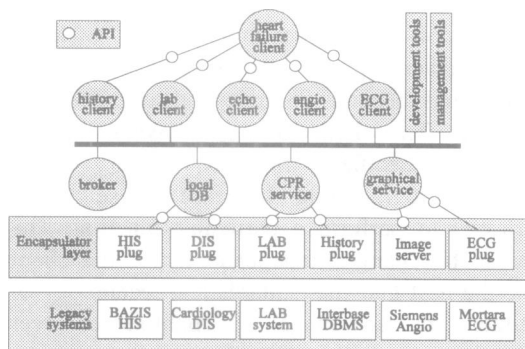 API
heart
failure
client
history
client
lab
client
echo
client
angio
client
ECG
client
development tools
management tools
broker
local
DB
CPR
service
graphical
service
Encapsulator
layer
HIS
plug
DIS
plug
LAB
plug
History
plug
Image
server
ECG
plug
Legacy
systems
BAZIS
HIS
Cardiology
DIS
LAB
system
Interbase
DBMS
Siemens
Angio
Mortara
ECG